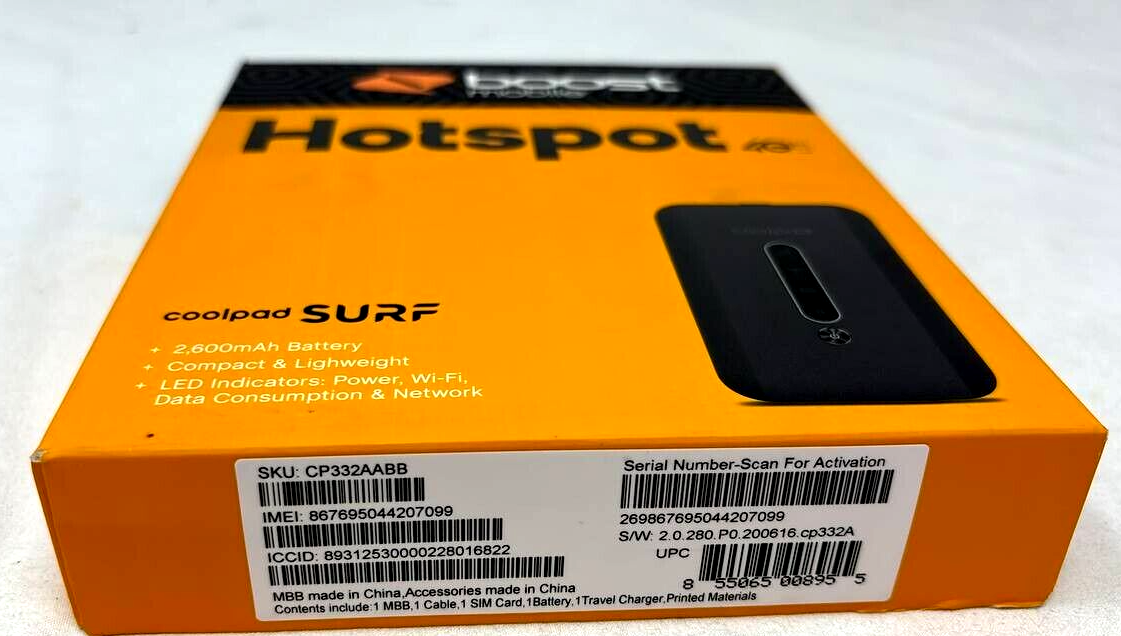 boost
mobile
Hotspot
coolpad SURF
+ 2,600mAh Battery
+ Compact & Lighweight
+ LED Indicators: Power, Wi-Fi,
Data Consumption & Network
SKU: CP332AABB
IMEI: 867695044207099
ICCID: 89312530000228016822
MBB made in China,Accessories made in China
Contents include:1 MBB,1 Cable,1 SIM Card,1Battery,1Travel Charger,Printed Materials
Serial Number-Scan For Activation
269867695044207099
S/W: 2.0.280.P0.200616.cp332A
UPC
8 55065 00895 5